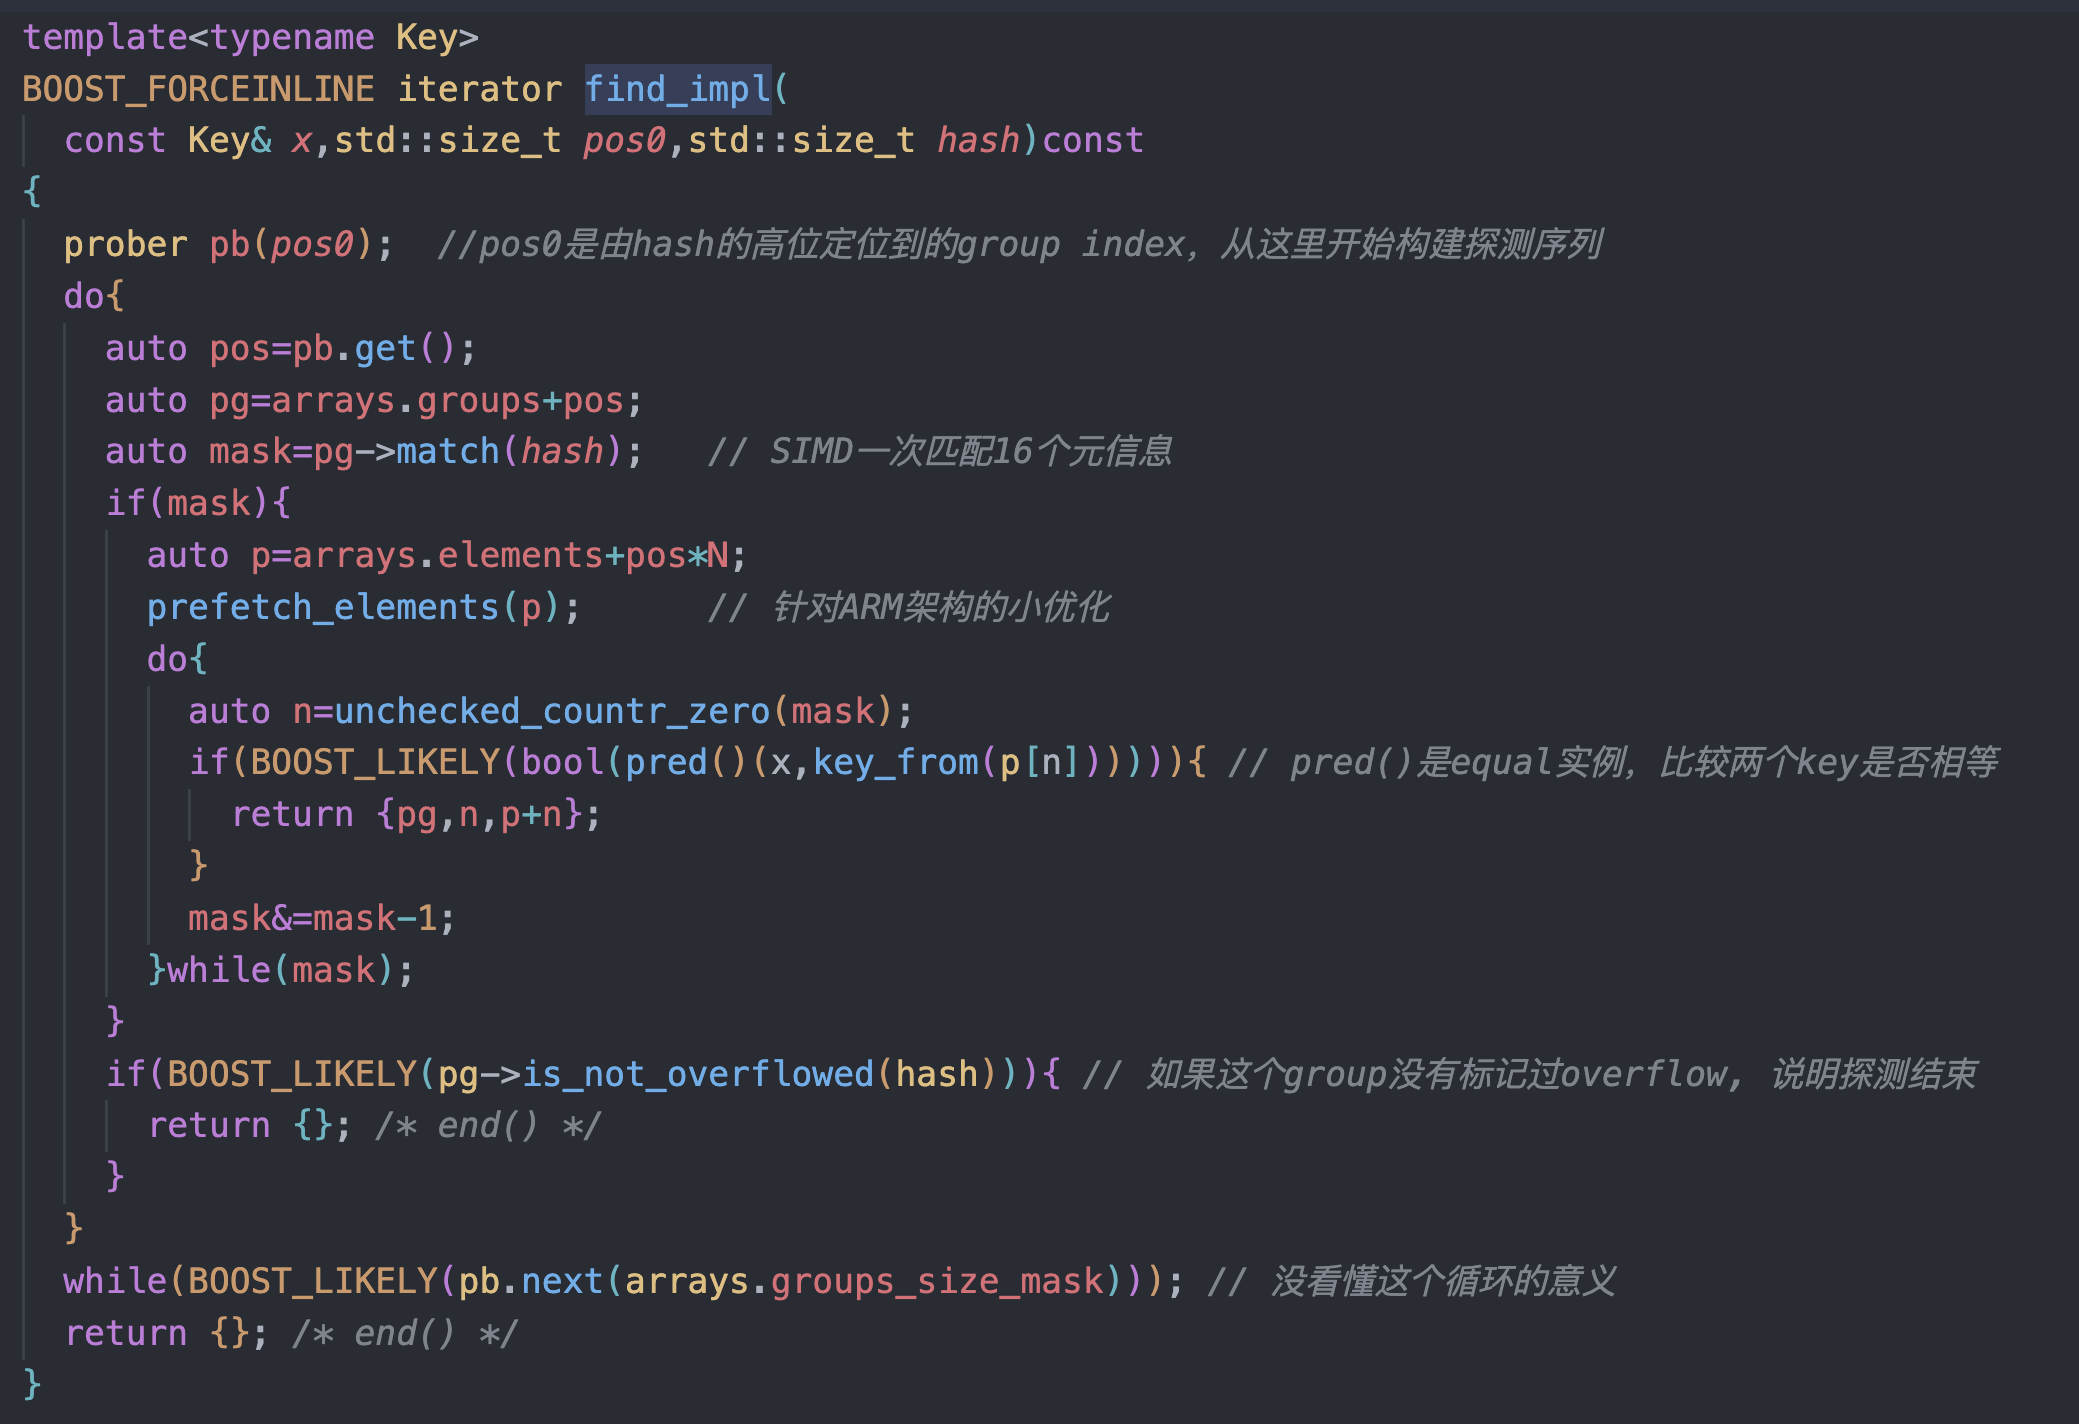 template<typename Key>
BOOST_FORCEINLINE iterator find_impl(
  const Key& x,std::size_t pos0,std::size_t hash)const
{
  prober pb(pos0);  //pos0是由hash的高位定位到的group index，从这里开始构建探测序列
  do{
    auto pos=pb.get();
    auto pg=arrays.groups+pos;
    auto mask=pg->match(hash);   // SIMD一次匹配16个元信息
    if(mask){
      auto p=arrays.elements+pos*N;
      prefetch_elements(p);      // 针对ARM架构的小优化
      do{
        auto n=unchecked_countr_zero(mask);
        if(BOOST_LIKELY(bool(pred()(x,key_from(p[n]))))){ // pred()是equal实例，比较两个key是否相等
          return {pg,n,p+n};
        }
        mask&=mask-1;
      }while(mask);
    }
    if(BOOST_LIKELY(pg->is_not_overflowed(hash))){ // 如果这个group没有标记过overflow, 说明探测结束
      return {}; /* end() */
    }
  }
  while(BOOST_LIKELY(pb.next(arrays.groups_size_mask))); // 没看懂这个循环的意义
  return {}; /* end() */
}